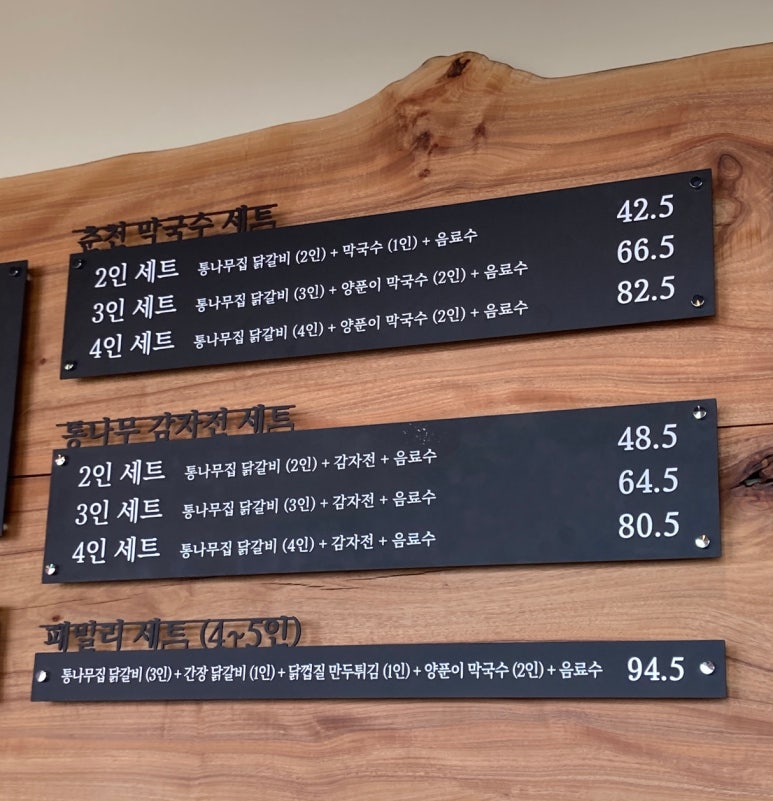 춘천 막국수 세트
2인 세트 통나무집 닭갈비 (2인) + 막국수 (1인) + 음료수 42.5
3인 세트 통나무집 닭갈비 (3인) + 양푼이 막국수 (2인) + 음료수 66.5
4인 세트 통나무집 닭갈비 (4인) + 양푼이 막국수 (2인) + 음료수 82.5
통나무 감자전 세트
2인 세트 통나무집 닭갈비 (2인) + 감자전 + 음료수 48.5
3인 세트 통나무집 닭갈비 (3인) + 감자전 + 음료수 64.5
4인 세트 통나무집 닭갈비 (4인) + 감자전 + 음료수 80.5
패밀리 세트 (4~5인)
통나무집 닭갈비 (3인) + 간장 닭갈비 (1인) + 닭껍질 만두튀김 (1인) + 양푼이 막국수 (2인) + 음료수 94.5